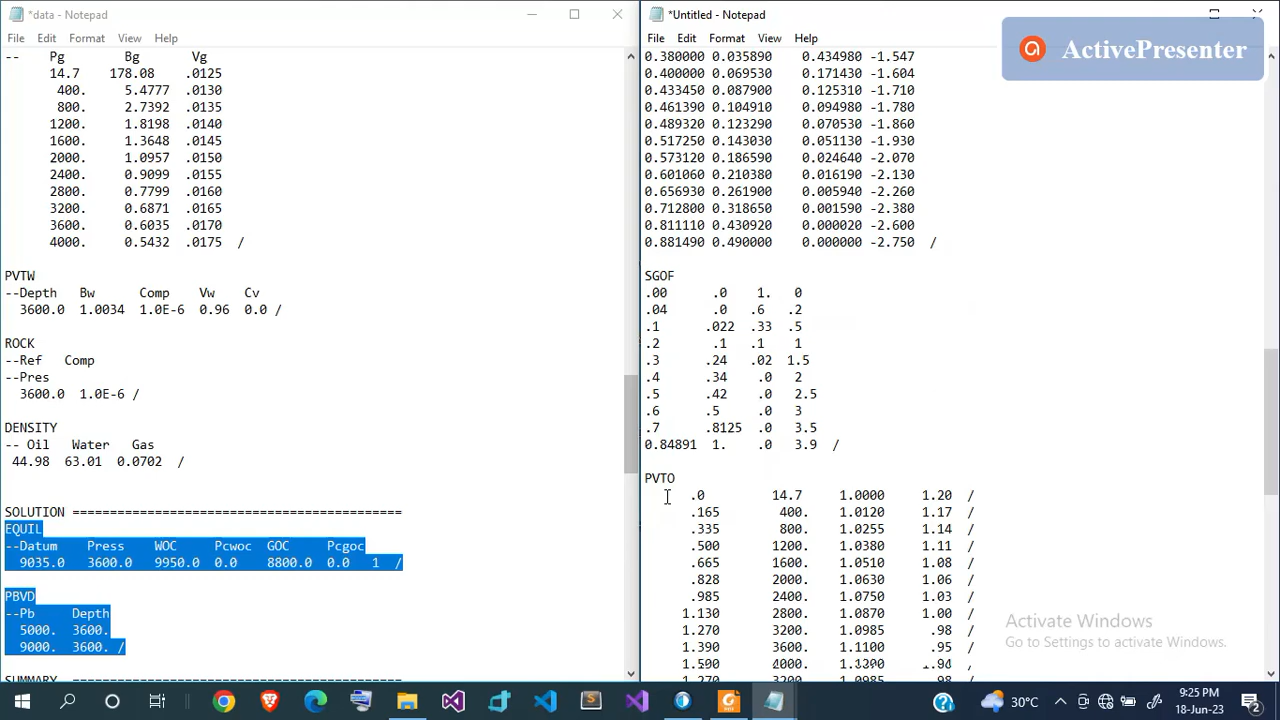 *data - Notepad
File Edit Format View Help
-- Pg Bg Vg
14.7 178.08 .0125
400. 5.4777 .0130
800. 2.7392 .0135
1200. 1.8198 .0140
1600. 1.3648 .0145
2000. 1.0957 .0150
2400. 0.9099 .0155
2800. 0.7799 .0160
3200. 0.6871 .0165
3600. 0.6035 .0170
4000. 0.5432 .0175 /
PVTW
--Depth Bw Comp Vw Cv
3600.0 1.0034 1.0E-6 0.96 0.0 /
ROCK
--Ref Comp
--Pres
3600.0 1.0E-6 /
DENSITY
-- Oil Water Gas
44.98 63.01 0.0702 /
SOLUTION ============================================
EQUIL
--Datum Press WOC Pcwoc GOC Pcgoc
9035.0 3600.0 9950.0 0.0 8800.0 0.0 1 /
PBVD
--Pb Depth
5000. 3600.
9000. 3600. /
SUMMARY ============================================
*Untitled - Notepad
File Edit Format View Help
ActivePresenter
0.380000 0.035890 0.434980 -1.547
0.400000 0.069530 0.171430 -1.604
0.433450 0.087900 0.125310 -1.710
0.461390 0.104910 0.094980 -1.780
0.489320 0.123290 0.070530 -1.860
0.517250 0.143030 0.051130 -1.930
0.573120 0.186590 0.024640 -2.070
0.601060 0.210380 0.016190 -2.130
0.656930 0.261900 0.005940 -2.260
0.712800 0.318650 0.001590 -2.380
0.811110 0.430920 0.000020 -2.600
0.881490 0.490000 0.000000 -2.750 /
SGOF
.00 .0 1. 0
.04 .0 .6 .2
.1 .022 .33 .5
.2 .1 .1 1
.3 .24 .02 1.5
.4 .34 .0 2
.5 .42 .0 2.5
.6 .5 .0 3
.7 .8125 .0 3.5
0.84891 1. .0 3.9 /
PVTO
.0 14.7 1.0000 1.20 /
.165 400. 1.0120 1.17 /
.335 800. 1.0255 1.14 /
.500 1200. 1.0380 1.11 /
.665 1600. 1.0510 1.08 /
.828 2000. 1.0630 1.06 /
.985 2400. 1.0750 1.03 /
1.130 2800. 1.0870 1.00 /
1.270 3200. 1.0985 .98 /
1.390 3600. 1.1100 .95 /
Activate Windows
Go to Settings to activate Windows.
30°C
9:25 PM
18-Jun-23
2